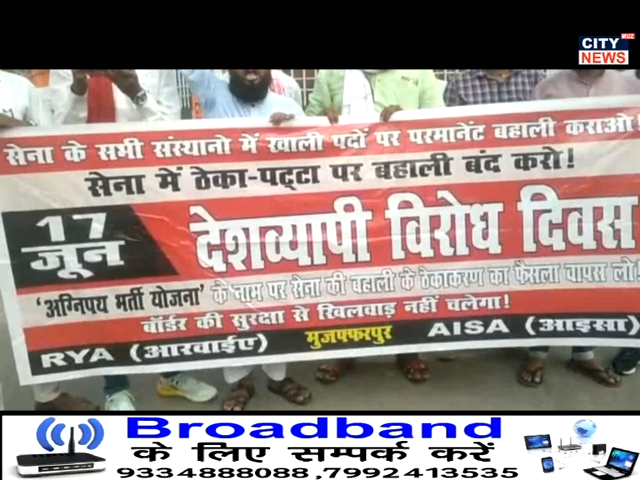 CITY MUZ
NEWS
सेना के सभी संस्थानो में खाली पदों पर परमानेंट बहाली कराओ!
सेना में ठेका-पट्टा पर बहाली बंद करो!
17
जून
देशव्यापी विरोध दिवस
'अग्निपथ भर्ती योजना' के नाम पर सेना की बहाली के ठेकाकरण का फैसला वापस लो!
बॉर्डर की सुरक्षा से खिलवाड़ नहीं चलेगा!
RYA (आरवाईए) मुजफ्फरपुर AISA (आइसा)
Broadband
के लिए सम्पर्क करें
9334888088,7992413535